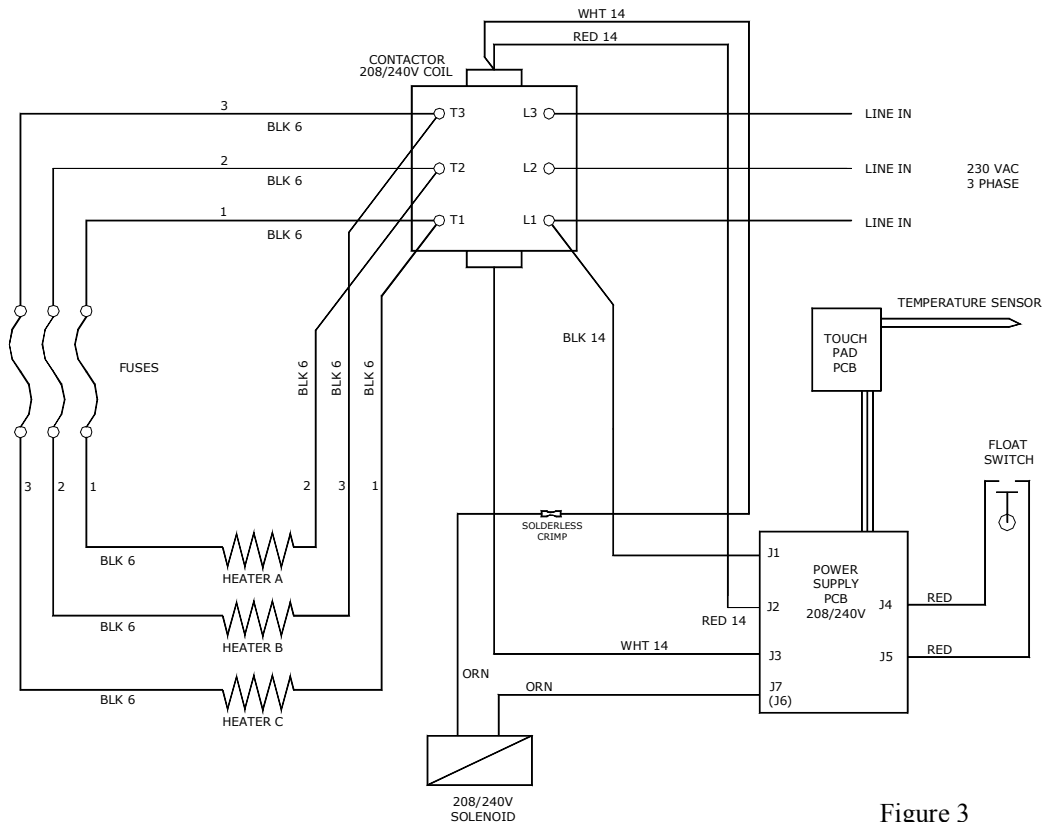 WHT 14
RED 14
CONTACTOR
208/240V COIL
3
BLK 6
T3
L3
LINE IN
2
BLK 6
T2
L2
LINE IN
230 VAC
3 PHASE
1
BLK 6
T1
L1
LINE IN
TEMPERATURE SENSOR
TOUCH
PAD
PCB
BLK 14
FUSES
BLK 6
BLK 6
BLK 6
FLOAT
SWITCH
3
2
1
2
3
1
SOLDERLESS
CRIMP
BLK 6
HEATER A
J1
POWER
SUPPLY
PCB
208/240V
J2
RED 14
J4
RED
BLK 6
HEATER B
WHT 14
J3
J5
RED
ORN
ORN
J7
(J6)
BLK 6
HEATER C
208/240V
SOLENOID
Figure 3